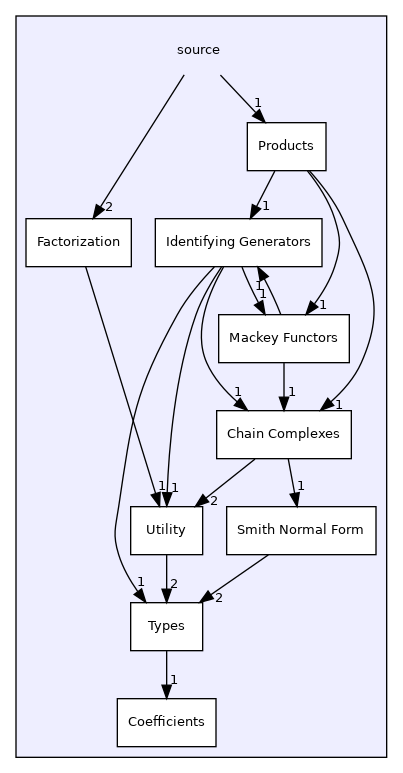 source
1
Products
2
1
Factorization
Identifying Generators
1
1
1
Mackey Functors
1
1
1
Chain Complexes
1
1
2
1
Utility
Smith Normal Form
1
2
2
Types
1
Coefficients